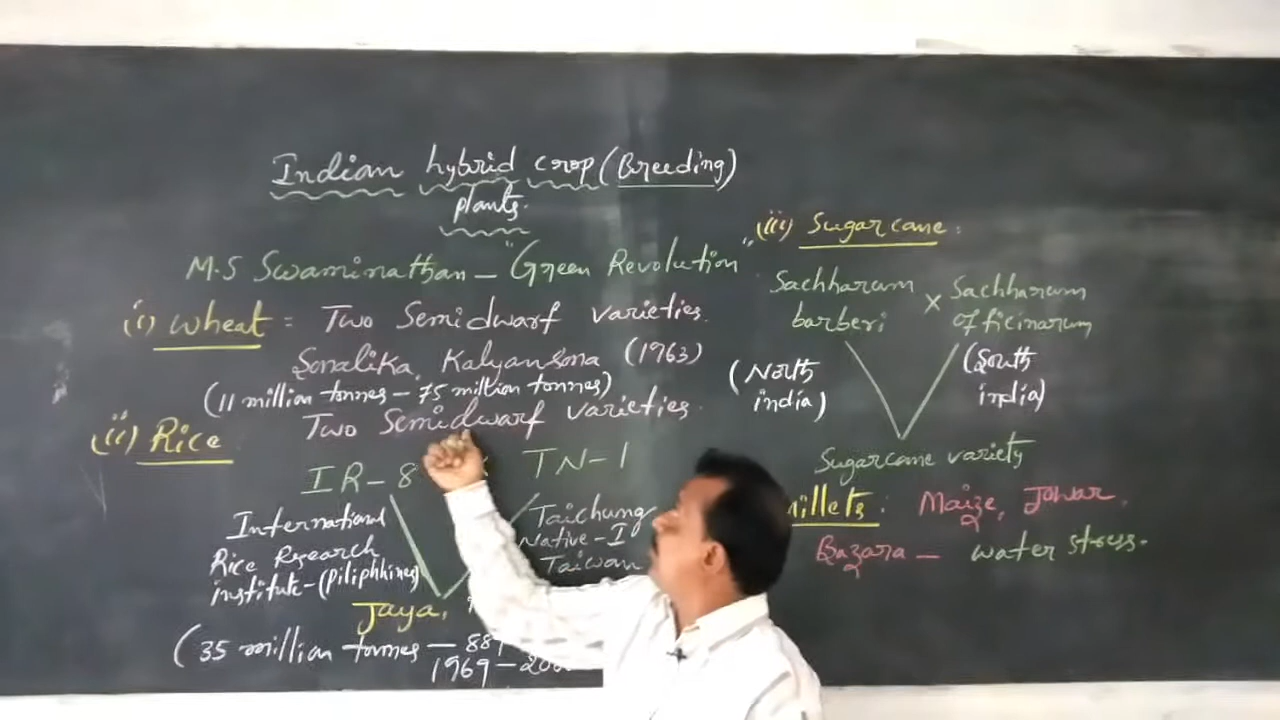 Indian hybrid crop (Breeding)
plants.
M.S Swaminathan - "Green Revolution"
(i) Wheat = Two Semidwarf varieties.
Sonalika, Kalyansona (1963)
(11 million tonnes - 75 million tonnes)
(ii) Rice Two Semidwarf varieties.
IR-8 TN-1
International
Rice Research
institute-(piliphhines)
Taichung
Native-I
Taiwan
Jaya,
(35 million tonnes -
1969 -
(iii) Sugarcane:
Sachharum barberi × Sachharum officinarum
(North india) (South india)
Sugarcane variety
millets: Maize, Jowar,
Bazara - water stress.